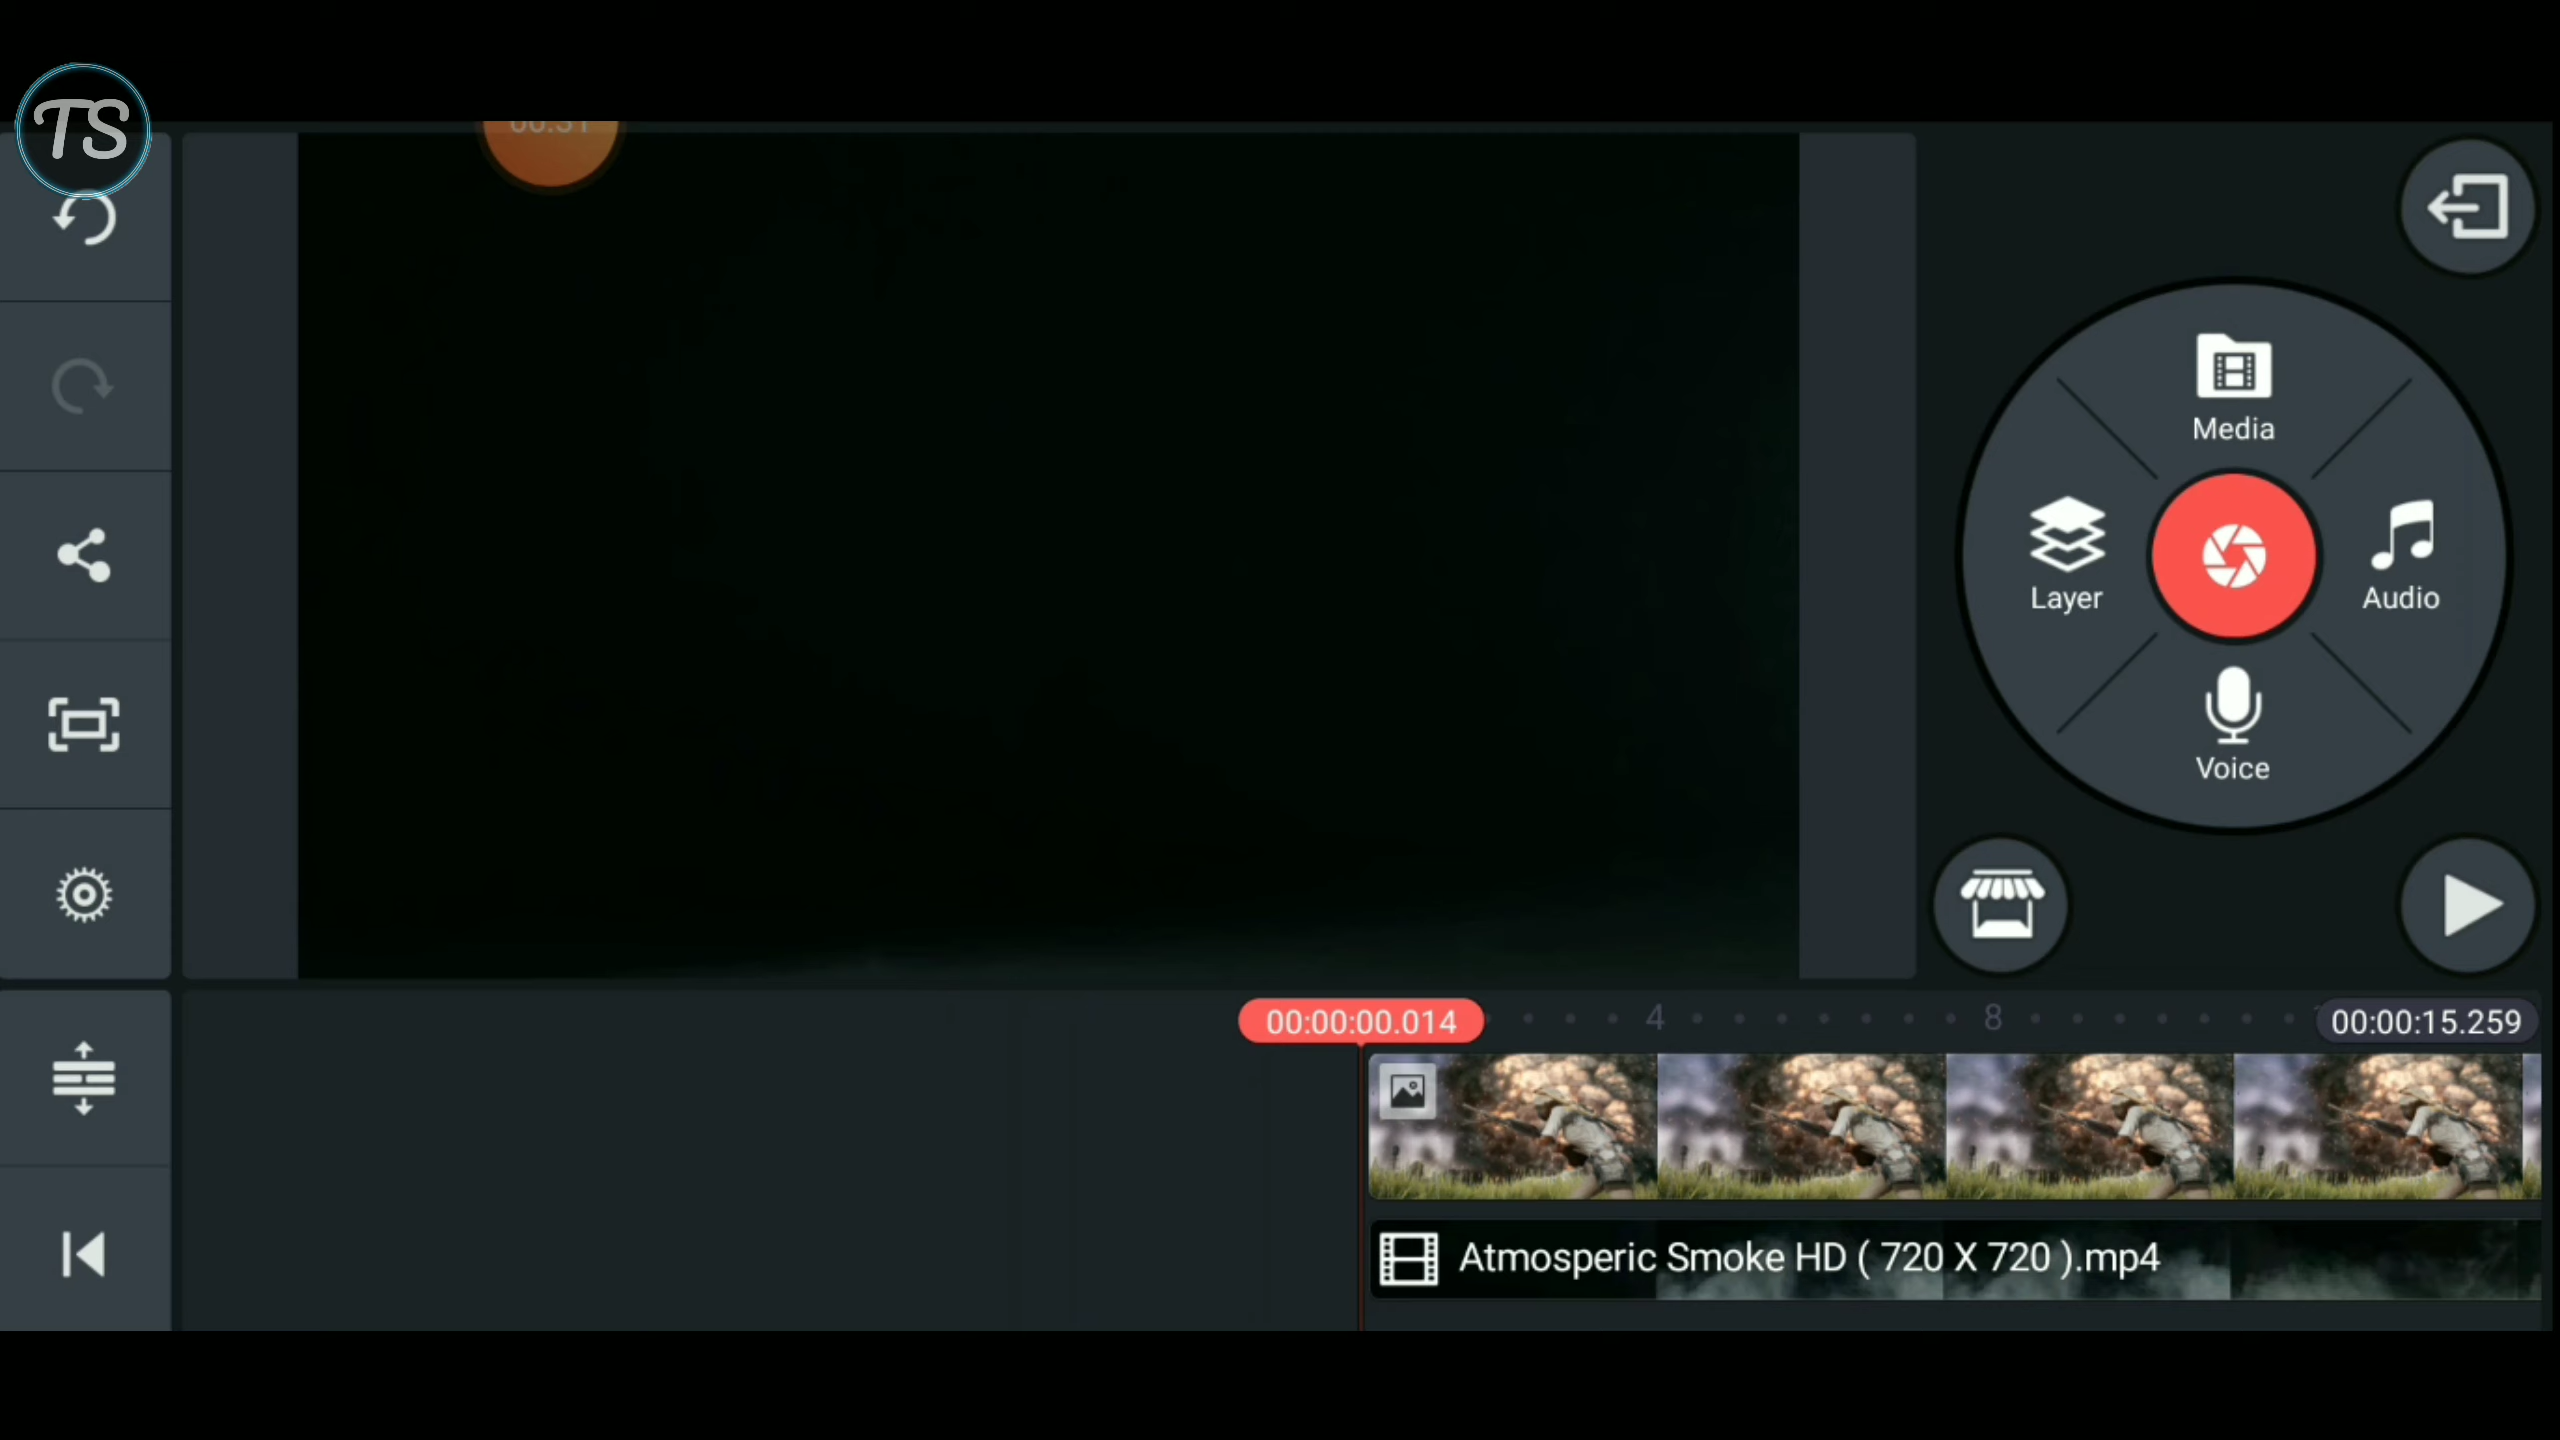 TS
Media
Layer
Audio
Voice
00:00:00.014
4
8
00:00:15.259
Atmosperic Smoke HD ( 720 X 720 ).mp4